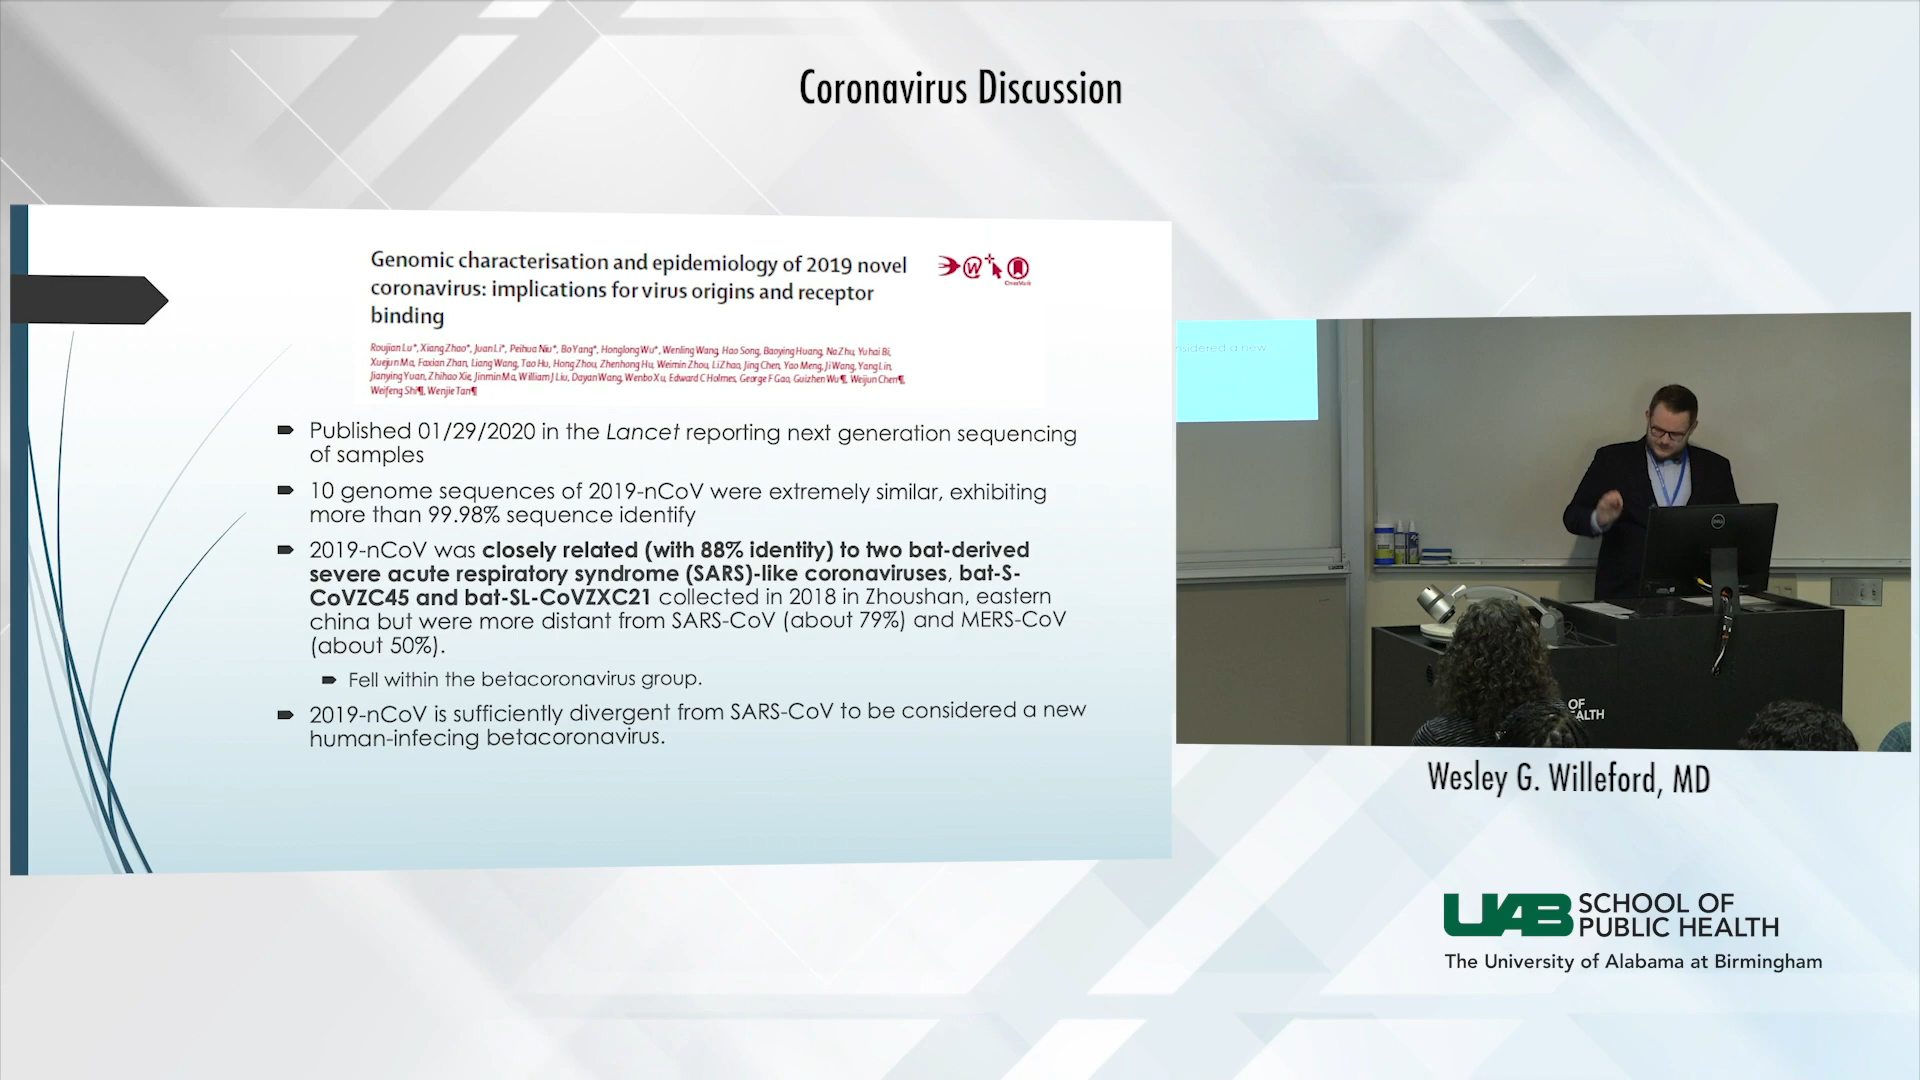 Coronavirus Discussion
Genomic characterisation and epidemiology of 2019 novel
coronavirus: implications for virus origins and receptor
binding
CrossMark
Roujian Lu*, Xiang Zhao*, Juan Li*, Peihua Niu*, Bo Yang*, Honglong Wu*, Wenling Wang, Hao Song, Baoying Huang, Na Zhu, Yuhai Bi,
Xuejun Ma, Faxian Zhan, Liang Wang, Tao Hu, Hong Zhou, Zhenhong Hu, Weimin Zhou, Li Zhao, Jing Chen, Yao Meng, Ji Wang, Yang Lin,
Jianying Yuan, Zhihao Xie, Jinmin Ma, William J Liu, Dayan Wang, Wenbo Xu, Edward C Holmes, George F Gao, Guizhen Wu¶, Weijun Chen¶,
Weifeng Shi¶, Wenjie Tan¶
Published 01/29/2020 in the Lancet reporting next generation sequencing
of samples
10 genome sequences of 2019-nCoV were extremely similar, exhibiting
more than 99.98% sequence identify
2019-nCoV was closely related (with 88% identity) to two bat-derived
severe acute respiratory syndrome (SARS)-like coronaviruses, bat-S-
CoVZC45 and bat-SL-CoVZXC21 collected in 2018 in Zhoushan, eastern
china but were more distant from SARS-CoV (about 79%) and MERS-CoV
(about 50%).
Fell within the betacoronavirus group.
2019-nCoV is sufficiently divergent from SARS-CoV to be considered a new
human-infecing betacoronavirus.
nsidered a new
DELL
OF
ALTH
Wesley G. Willeford, MD
UAB SCHOOL OF
PUBLIC HEALTH
The University of Alabama at Birmingham